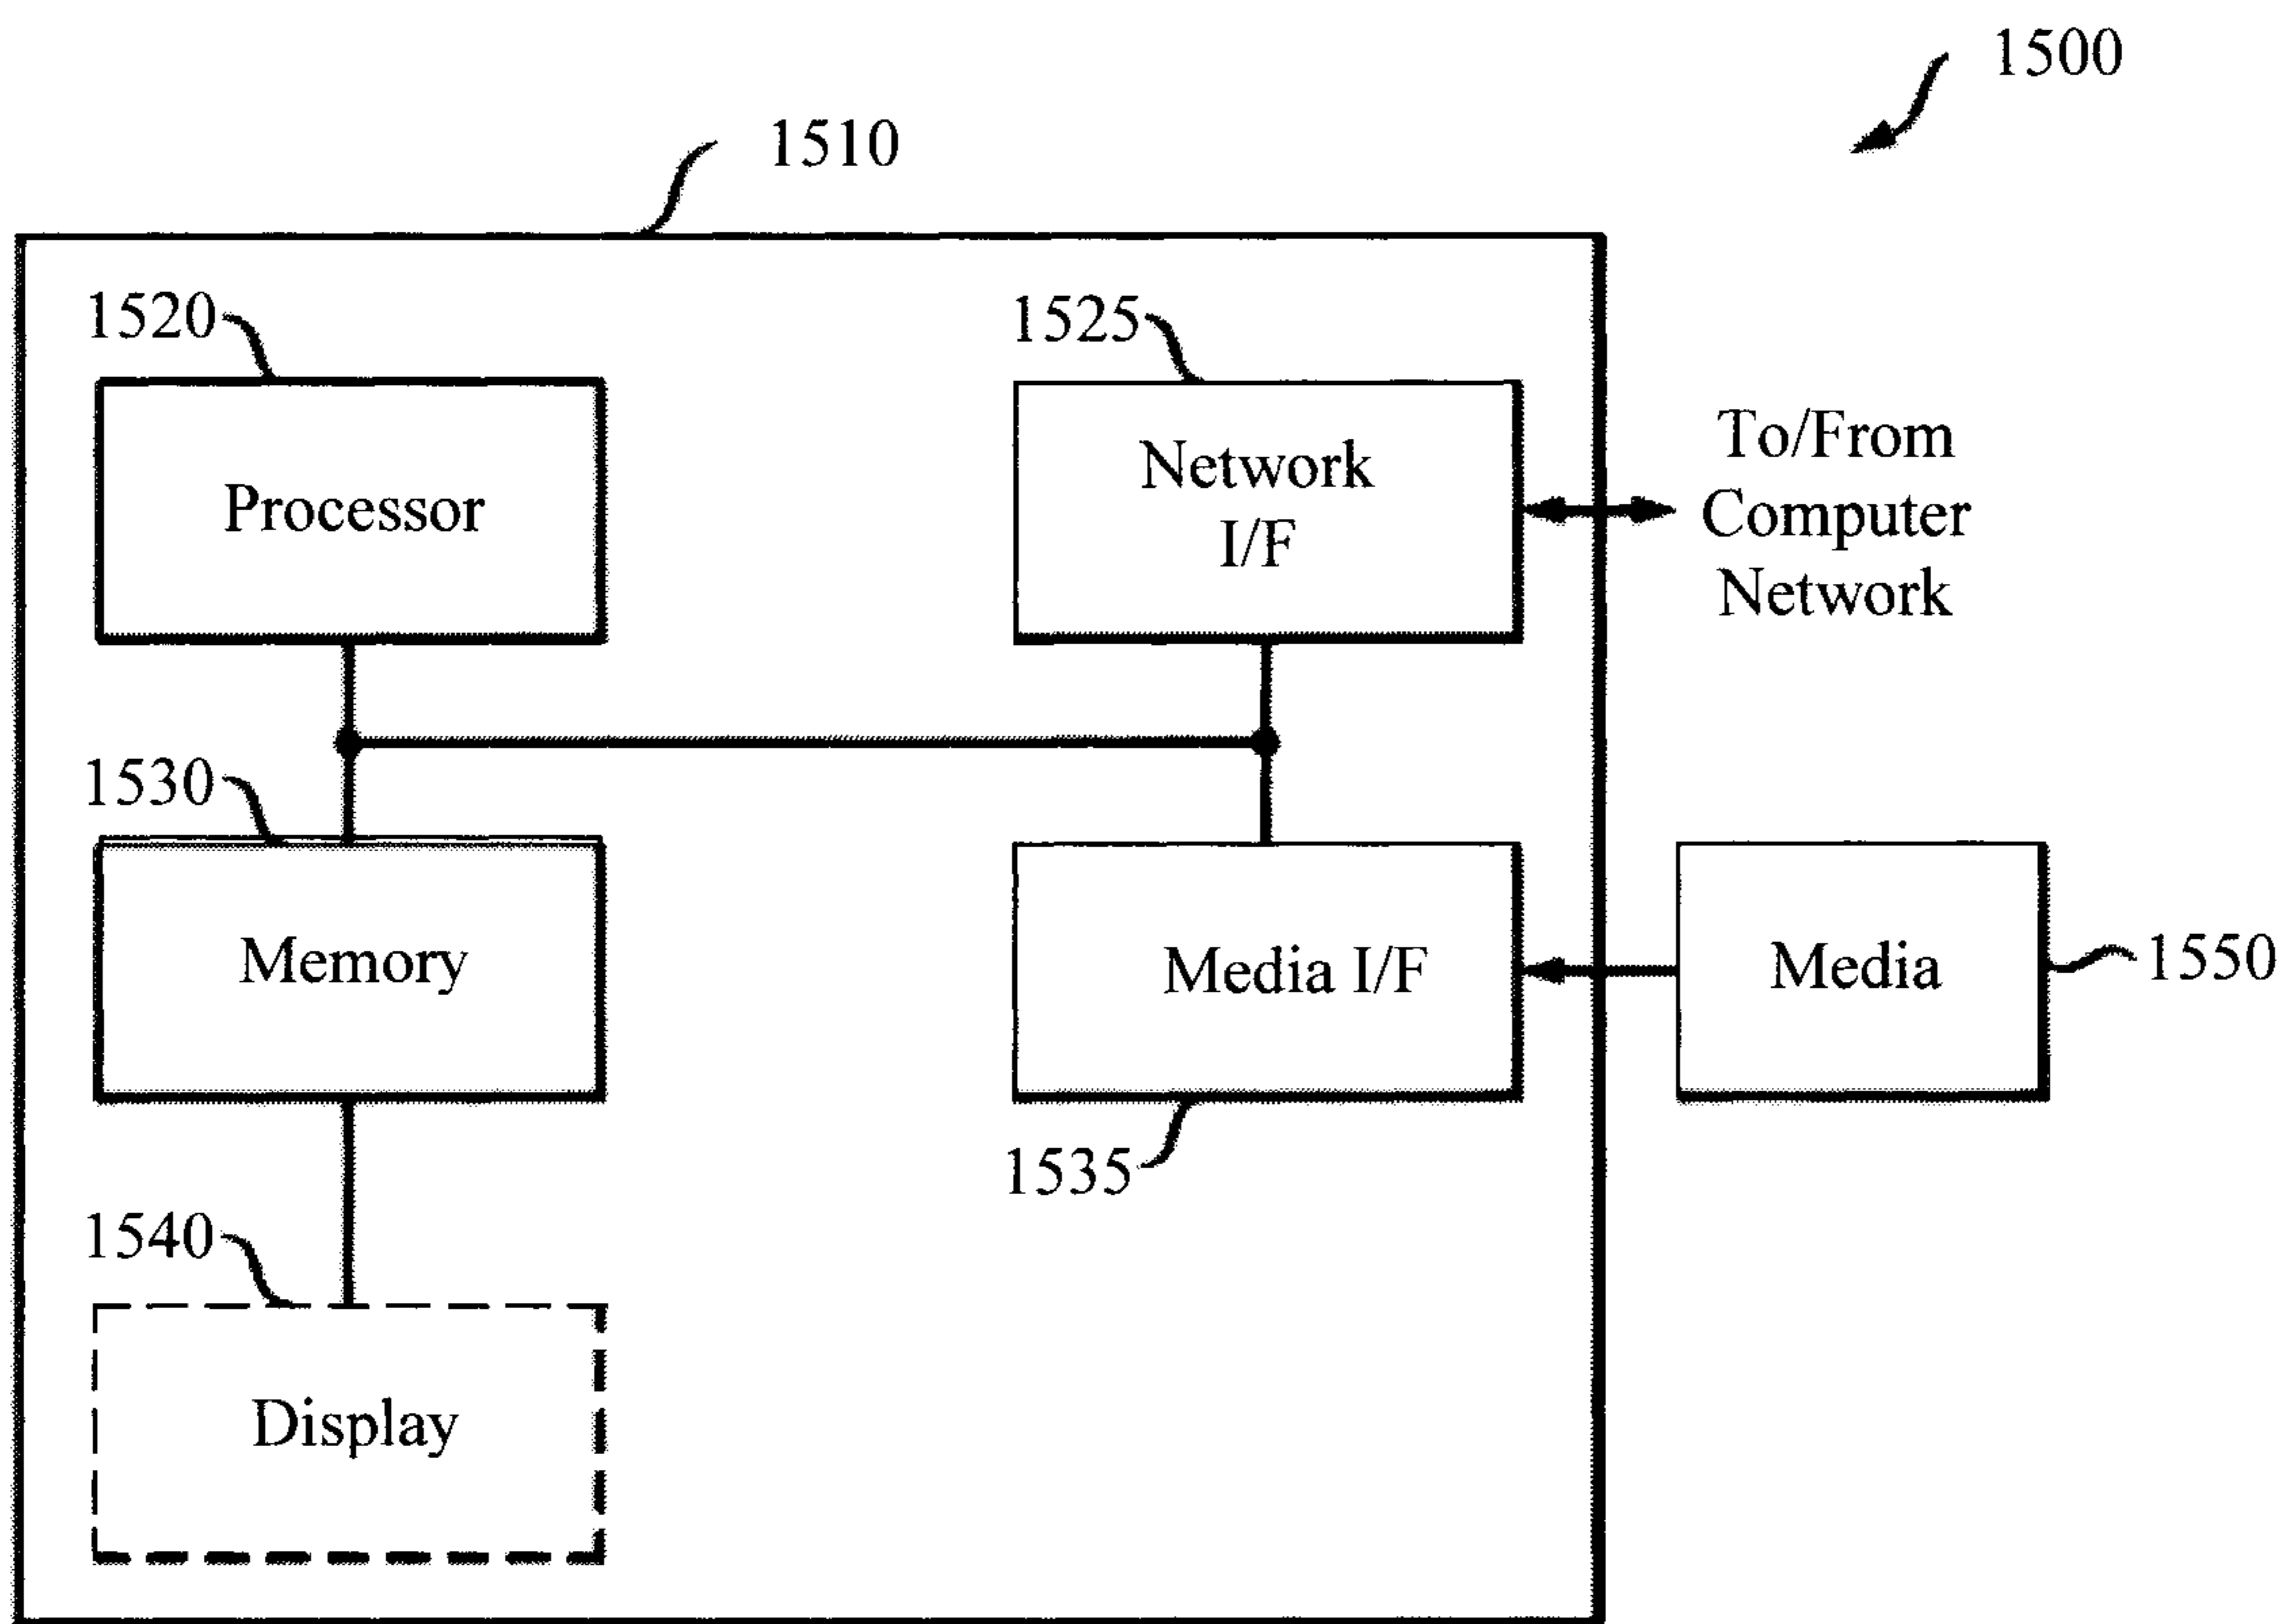 1500
1510
1520
1525
Processor
Network
I/F
To/From
Computer
Network
1530
Memory
Media I/F
Media
1550
1535
1540
Display